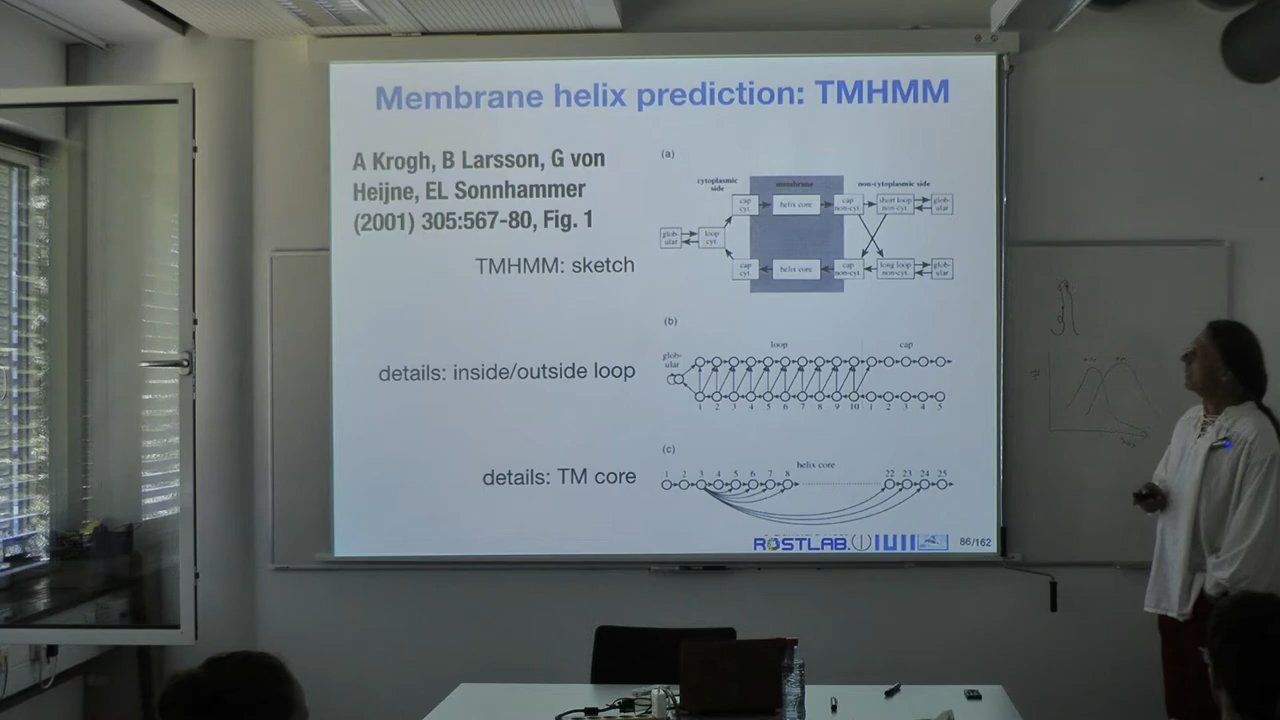 Membrane helix prediction: TMHMM
A Krogh, B Larsson, G von
Heijne, EL Sonnhammer
(2001) 305:567-80, Fig. 1
TMHMM: sketch
(a)
cytoplasmic
side
membrane
non-cytoplasmic side
cap
cyt.
helix core
cap
non-cyt.
short loop
non-cyt.
glob-
ular
glob-
ular
loop
cyt.
cap
cyt.
helix core
cap
non-cyt.
long loop
non-cyt.
glob-
ular
details: inside/outside loop
(b)
glob-
ular
loop
cap
1 2 3 4 5 6 7 8 9 10 1 2 3 4 5
details: TM core
(c)
helix core
1 2 3 4 5 6 7 8 22 23 24 25
ROSTLAB.
86/162